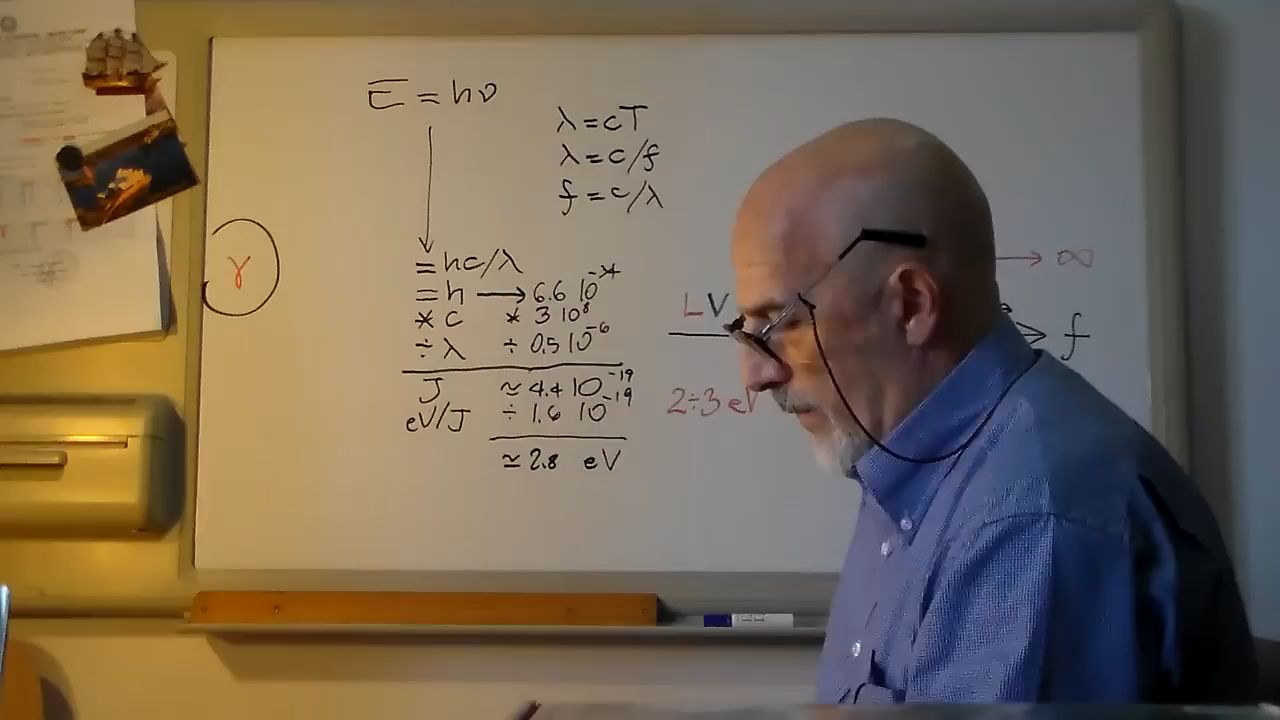 E = hν
λ = cT
λ = c/f
f = c/λ
γ
= hc/λ
= h → 6.6 10
* c * 3 10⁸
÷ λ ÷ 0.5 10⁻⁶
J ≃ 4.4 10⁻¹⁹
eV/J ÷ 1.6 10⁻¹⁹
≃ 2.8 eV
→ ∞
LV
f
2÷3 eV